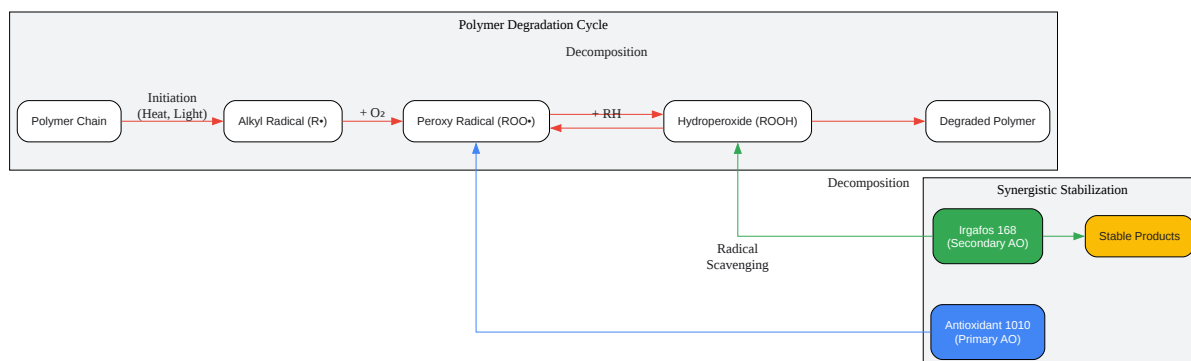 Polymer Degradation Cycle
Decomposition
Initiation
(Heat, Light)
+ O₂
+ RH
Polymer Chain
Alkyl Radical (R•)
Peroxy Radical (ROO•)
Hydroperoxide (ROOH)
Degraded Polymer
Decomposition
Synergistic Stabilization
Irgafos 168
(Secondary AO)
Stable Products
Radical
Scavenging
Antioxidant 1010
(Primary AO)